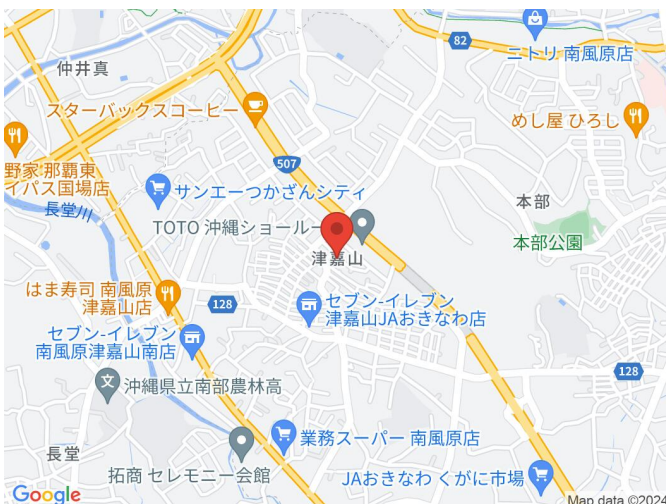 82
ニトリ 南風原店
仲井真
スターバックスコーヒー
めし屋 ひろし
野家 那覇東
イパス国場店
507
サンエーつかざんシティ
長堂川
本部
TOTO 沖縄ショールー
本部公園
津嘉山
はま寿司 南風原
津嘉山店
128
セブン-イレブン
津嘉山JAおきなわ店
セブン-イレブン
南風原津嘉山南店
128
文
沖縄県立南部農林高
業務スーパー 南風原店
長堂
拓商 セレモニー会館
JAおきなわ くがに市場
Google
Map data ©2024